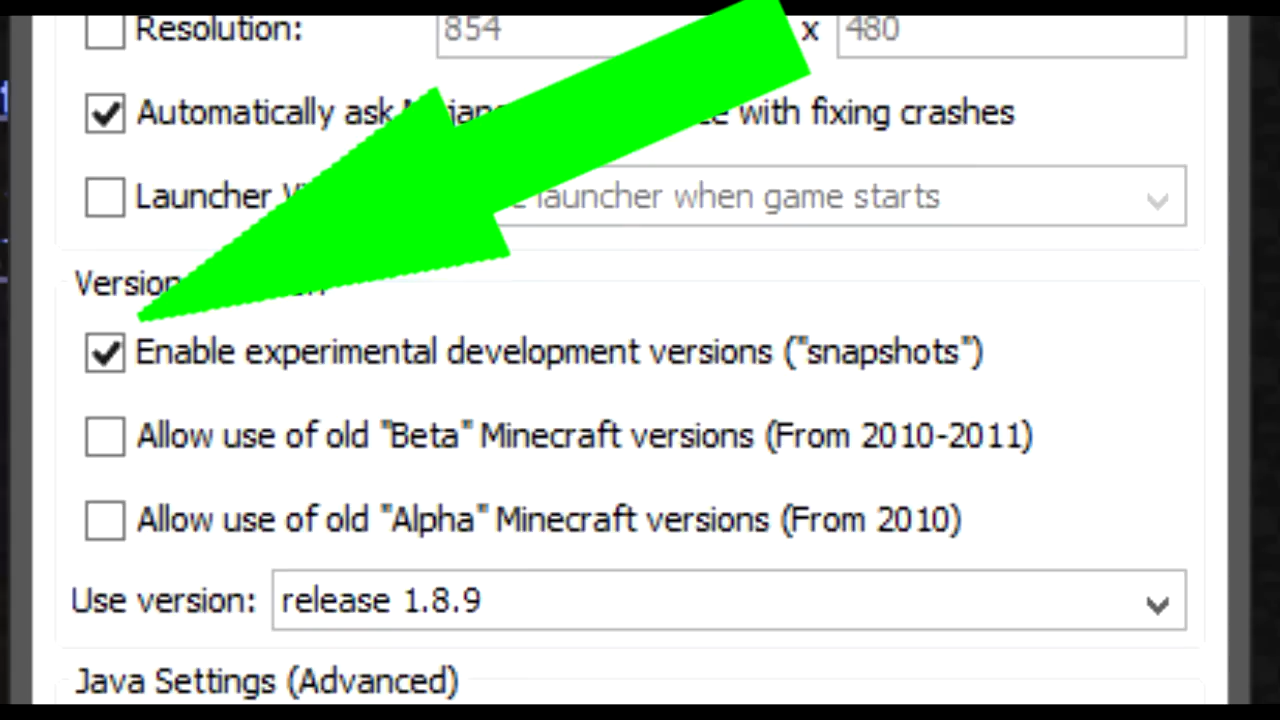 Resolution: 854 x 480
Automatically ask with fixing crashes
Launcher launcher when game starts
Version
Enable experimental development versions ("snapshots")
Allow use of old "Beta" Minecraft versions (From 2010-2011)
Allow use of old "Alpha" Minecraft versions (From 2010)
Use version: release 1.8.9
Java Settings (Advanced)